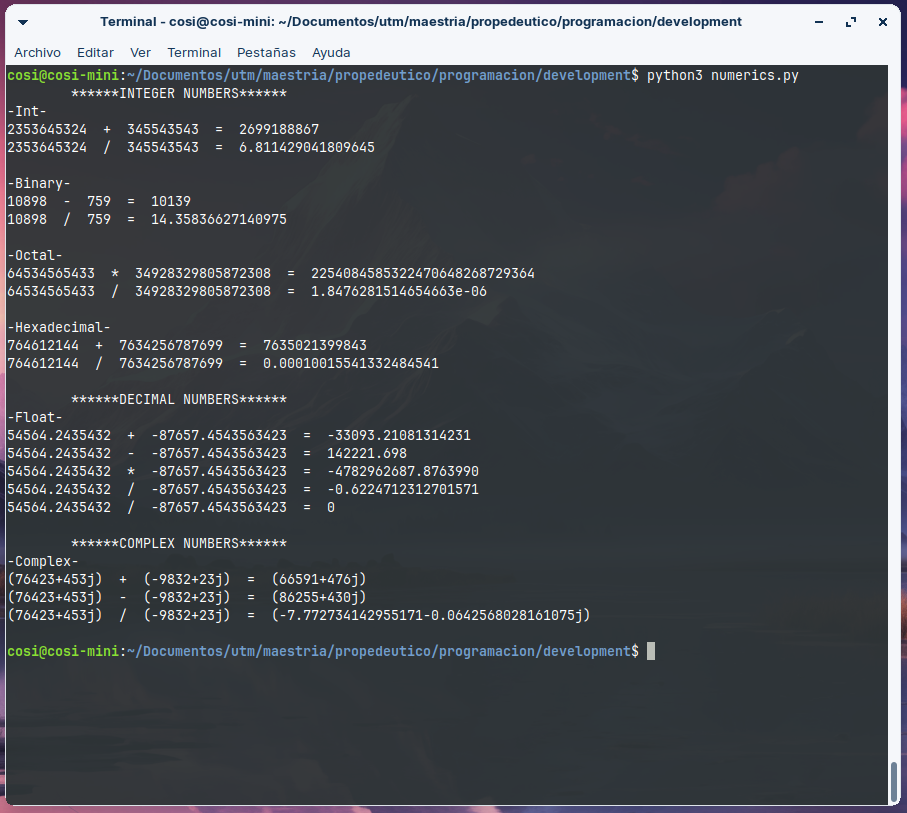 Terminal - cosi@cosi-mini: ~/Documentos/utm/maestria/propedeutico/programacion/development
Archivo Editar Ver Terminal Pestañas Ayuda
cosi@cosi-mini:~/Documentos/utm/maestria/propedeutico/programacion/development$ python3 numerics.py
******INTEGER NUMBERS******
-Int-
2353645324 + 345543543 = 2699188867
2353645324 / 345543543 = 6.811429041809645
-Binary-
10898 - 759 = 10139
10898 / 759 = 14.35836627140975
-Octal-
64534565433 * 34928329805872308 = 2254084585322470648268729364
64534565433 / 34928329805872308 = 1.8476281514654663e-06
-Hexadecimal-
764612144 + 7634256787699 = 7635021399843
764612144 / 7634256787699 = 0.00010015541332484541
******DECIMAL NUMBERS******
-Float-
54564.2435432 + -87657.4543563423 = -33093.21081314231
54564.2435432 - -87657.4543563423 = 142221.698
54564.2435432 * -87657.4543563423 = -4782962687.8763990
54564.2435432 / -87657.4543563423 = -0.6224712312701571
54564.2435432 / -87657.4543563423 = 0
******COMPLEX NUMBERS******
-Complex-
(76423+453j) + (-9832+23j) = (66591+476j)
(76423+453j) - (-9832+23j) = (86255+430j)
(76423+453j) / (-9832+23j) = (-7.772734142955171-0.0642568028161075j)
cosi@cosi-mini:~/Documentos/utm/maestria/propedeutico/programacion/development$